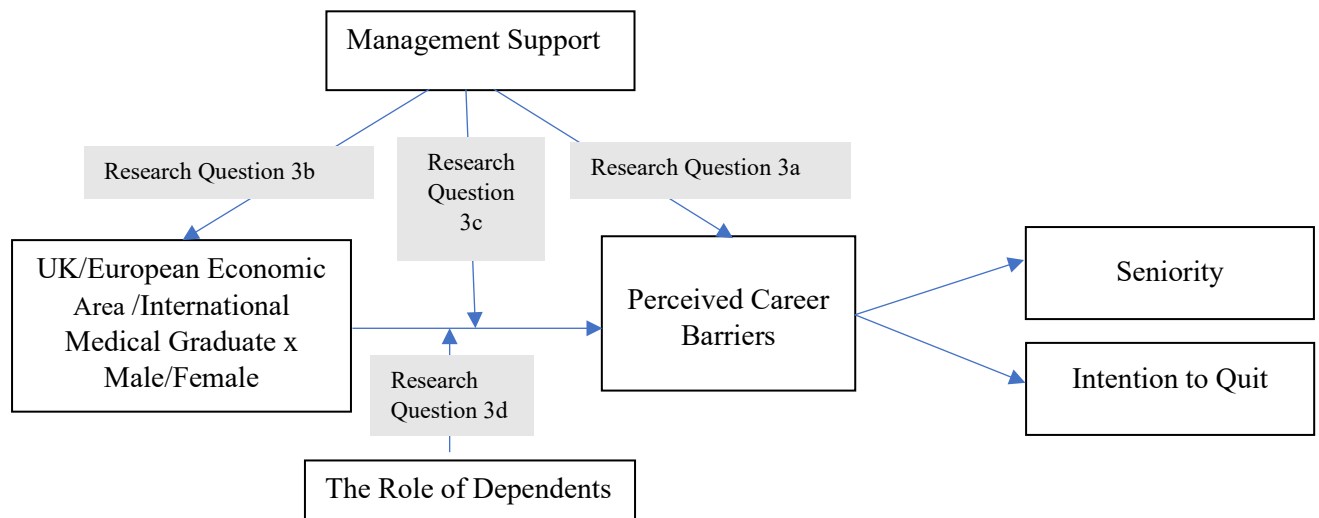 Management Support
Research Question 3b
Research
Question
3c
Research Question 3a
UK/European Economic
Area /International
Medical Graduate x
Male/Female
Perceived Career
Barriers
Seniority
Intention to Quit
Research
Question 3d
The Role of Dependents